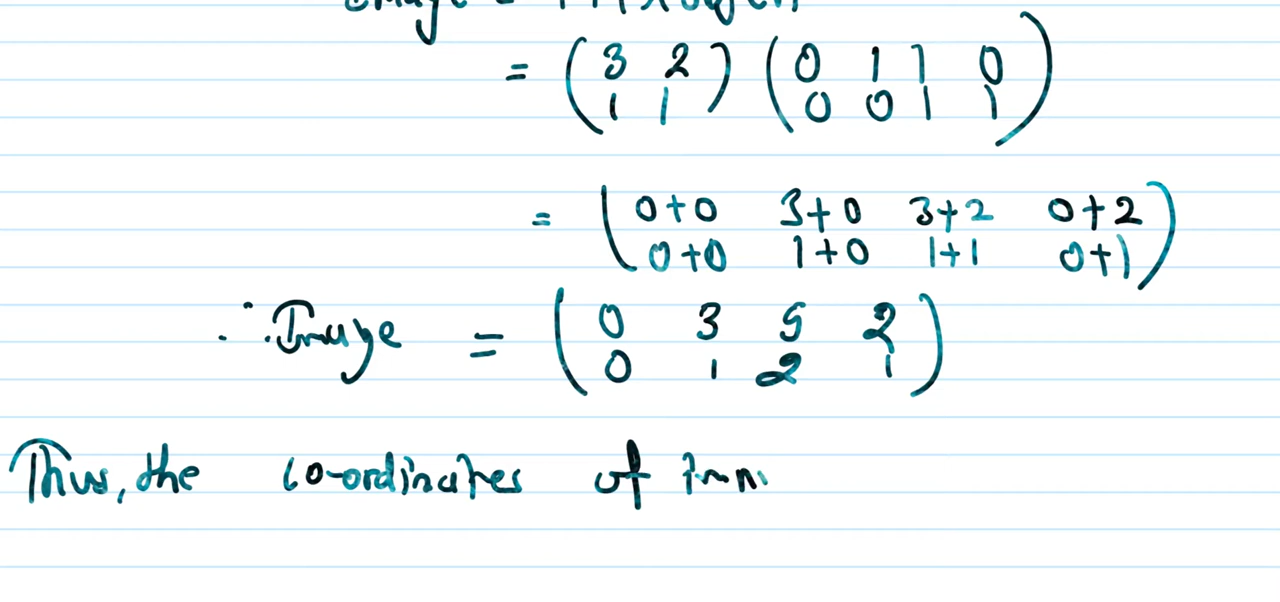 = ( 3 2 ) ( 0 1 1 0 )
1 1 0 0 1 1
= ( 0+0 3+0 3+2 0+2 )
0+0 1+0 1+1 0+1
∴ Image = ( 0 3 5 2 )
0 1 2 1
Thus, the co-ordinates of